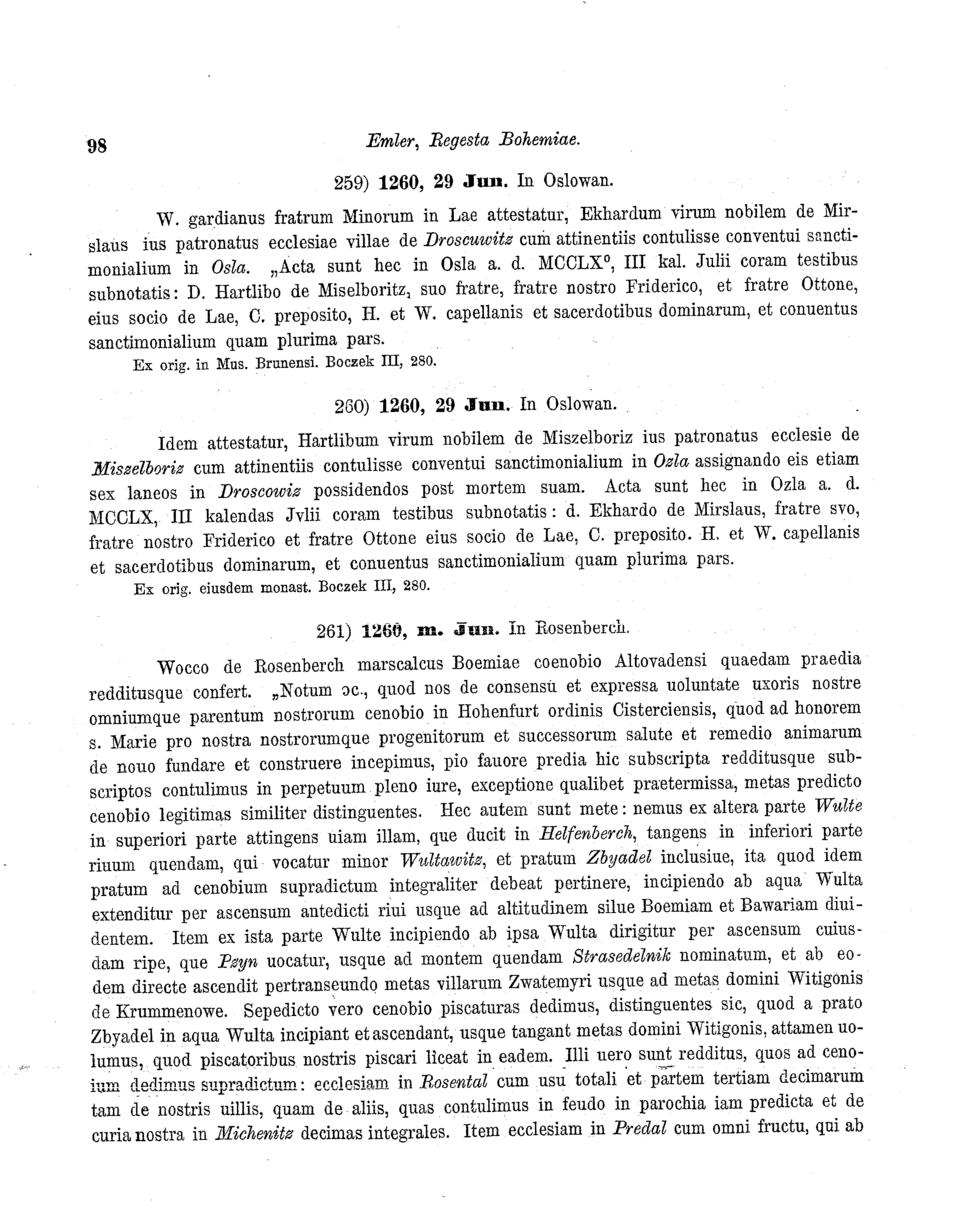 98
Emler, Regesta Bohemiae.
259) 1260, 29 Jun. In Oslowan.
W. gardianus fratrum Minorum in Lae attestatur, Ekhardum virum nobilem de Mir-
slaus ius patronatus ecclesiae villae de Droscuwitz cum attinentiis contulisse conventui sancti-
monialium in Osla. „Acta sunt hec in Osla a. d. MCCLX⁰, III kal. Julii coram testibus
subnotatis: D. Hartlibo de Miselboritz, suo fratre, fratre nostro Friderico, et fratre Ottone,
eius socio de Lae, C. preposito, H. et W. capellanis et sacerdotibus dominarum, et conuentus
sanctimonialium quam plurima pars.
Ex orig. in Mus. Brunensi. Boczek III, 280.
260) 1260, 29 Jun. In Oslowan.
Idem attestatur, Hartlibum virum nobilem de Miszelboriz ius patronatus ecclesie de
Miszelboriz cum attinentiis contulisse conventui sanctimonialium in Ozla assignando eis etiam
sex laneos in Droscowiz possidendos post mortem suam. Acta sunt hec in Ozla a. d.
MCCLX, III kalendas Jvlii coram testibus subnotatis: d. Ekhardo de Mirslaus, fratre svo,
fratre nostro Friderico et fratre Ottone eius socio de Lae, C. preposito. H. et W. capellanis
et sacerdotibus dominarum, et conuentus sanctimonialium quam plurima pars.
Ex orig. eiusdem monast. Boczek III, 280.
261) 1260, m. Jun. In Rosenberch.
Wocco de Rosenberch marscalcus Boemiae coenobio Altovadensi quaedam praedia
redditusque confert. „Notum ɔc., quod nos de consensu et expressa uoluntate uxoris nostre
omniumque parentum nostrorum cenobio in Hohenfurt ordinis Cisterciensis, quod ad honorem
s. Marie pro nostra nostrorumque progenitorum et successorum salute et remedio animarum
de nouo fundare et construere incepimus, pio fauore predia hic subscripta redditusque sub-
scriptos contulimus in perpetuum pleno iure, exceptione qualibet praetermissa, metas predicto
cenobio legitimas similiter distinguentes. Hec autem sunt mete: nemus ex altera parte Wulte
in superiori parte attingens uiam illam, que ducit in Helfenberch, tangens in inferiori parte
riuum quendam, qui vocatur minor Wultawitz, et pratum Zbyadel inclusiue, ita quod idem
pratum ad cenobium supradictum integraliter debeat pertinere, incipiendo ab aqua Wulta
extenditur per ascensum antedicti riui usque ad altitudinem silue Boemiam et Bawariam diui-
dentem. Item ex ista parte Wulte incipiendo ab ipsa Wulta dirigitur per ascensum cuius-
dam ripe, que Pzyn uocatur, usque ad montem quendam Strasedelnik nominatum, et ab eo-
dem directe ascendit pertranseundo metas villarum Zwatemyri usque ad metas domini Witigonis
de Krummenowe. Sepedicto vero cenobio piscaturas dedimus, distinguentes sic, quod a prato
Zbyadel in aqua Wulta incipiant et ascendant, usque tangant metas domini Witigonis, attamen uo-
lumus, quod piscatoribus nostris piscari liceat in eadem. Illi uero sunt redditus, quos ad ceno-
ium dedimus supradictum: ecclesiam in Rosental cum usu totali et partem tertiam decimarum
tam de nostris uillis, quam de aliis, quas contulimus in feudo in parochia iam predicta et de
curia nostra in Michenitz decimas integrales. Item ecclesiam in Predal cum omni fructu, qui ab